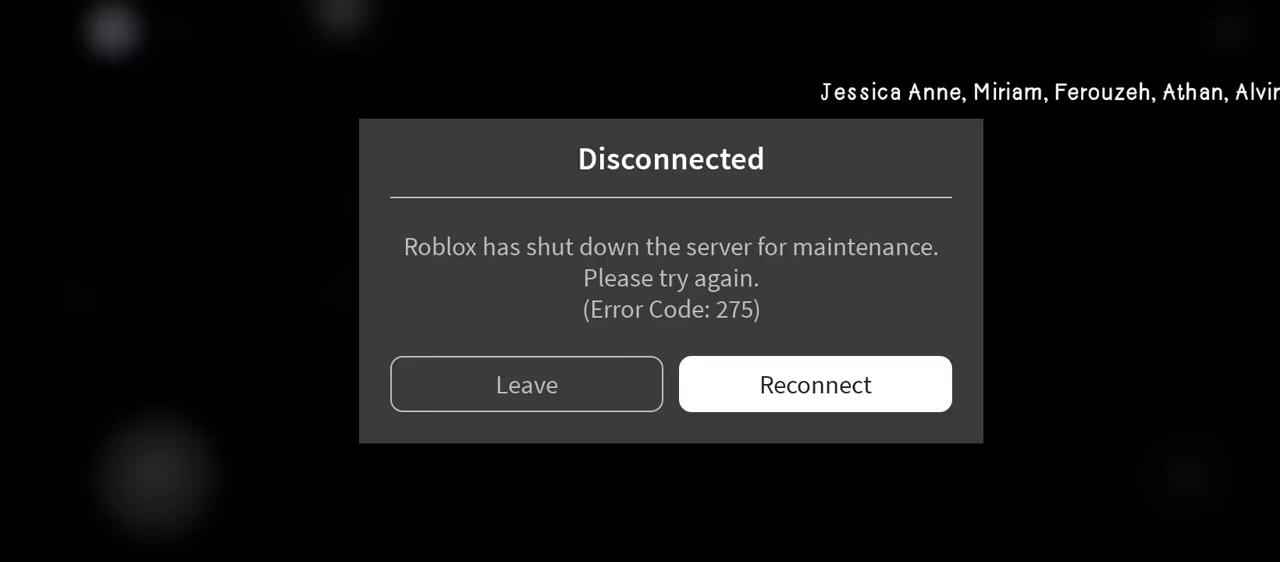 Jessica Anne, Miriam, Ferouzeh, Athan, Alvin
Disconnected
Roblox has shut down the server for maintenance.
Please try again.
(Error Code: 275)
Leave
Reconnect